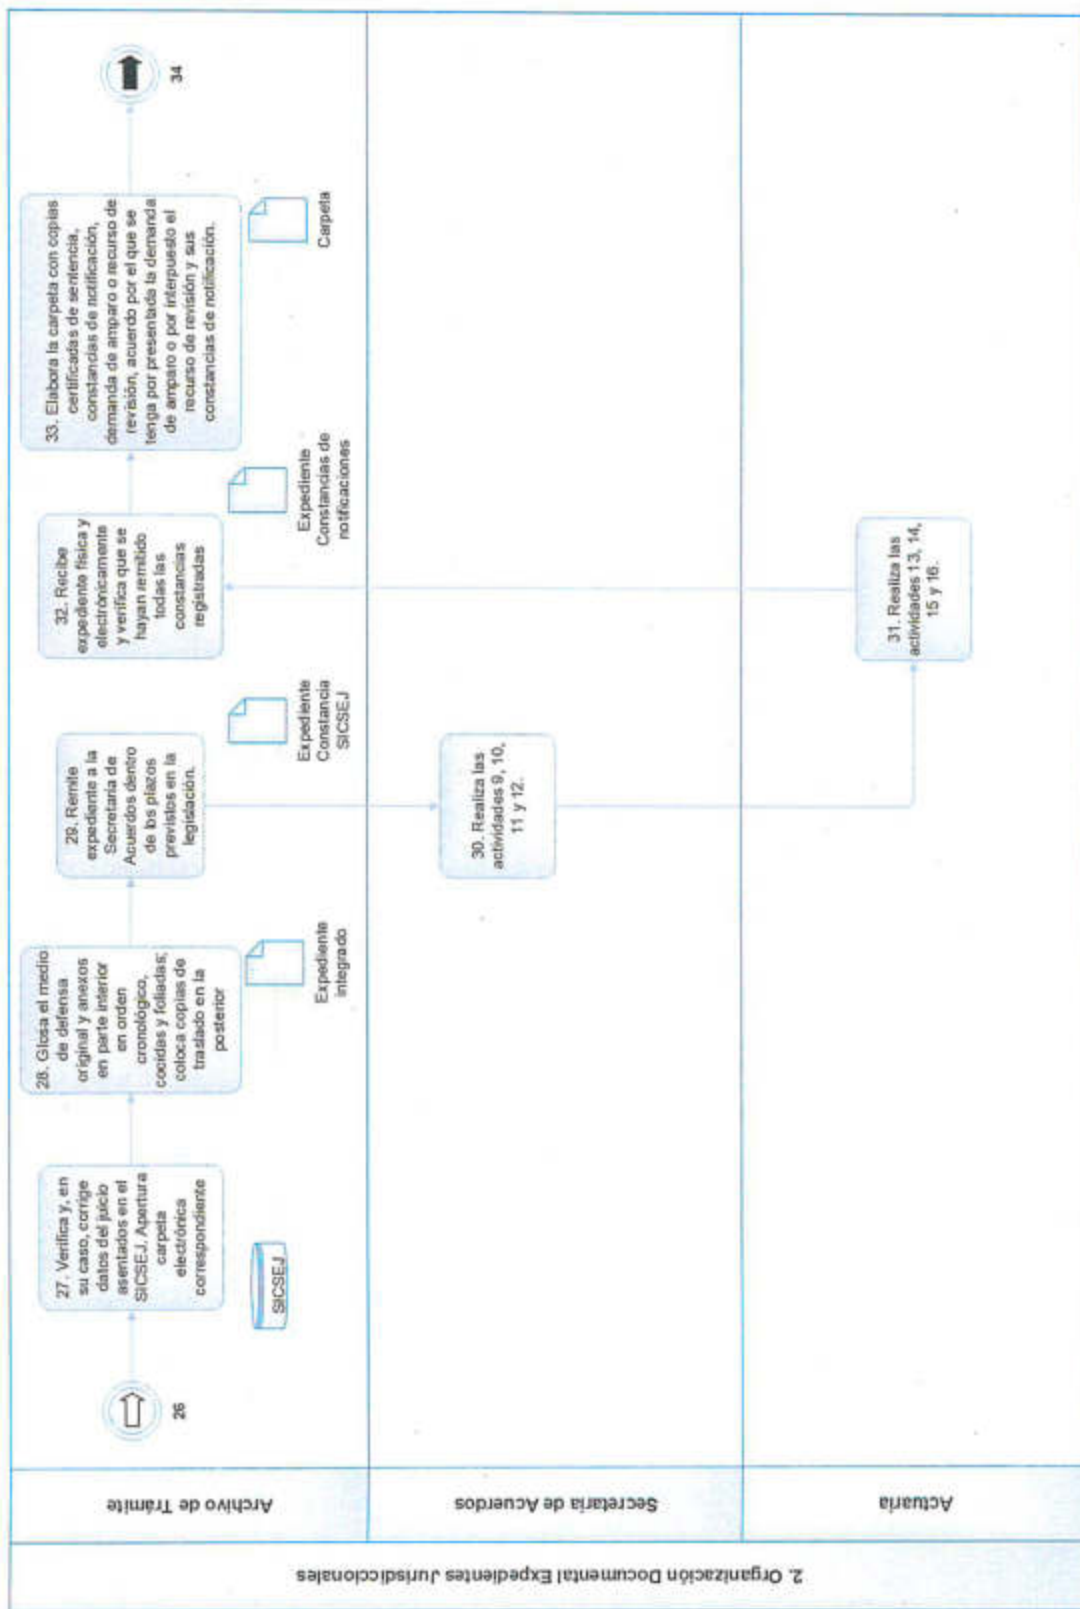 2. Organización Documental Expedientes Jurisdiccionales
Archivo de Trámite
26
27. Verifica y, en
su caso, corrige
datos del juicio
asentados en el
SICSEJ. Apertura
carpeta
electrónica
correspondiente
SICSEJ
28. Glosa el medio
de defensa
original y anexos
en parte interior
en orden
cronológico,
cocidas y foliadas;
coloca copias de
traslado en la
posterior
Expediente
integrado
29. Remite
expediente a la
Secretaría de
Acuerdos dentro
de los plazos
previstos en la
legislación.
Expediente
Constancia
SICSEJ
32. Recibe
expediente física y
electrónicamente
y verifica que se
hayan remitido
todas las
constancias
registradas
Expediente
Constancias de
notificaciones
33. Elabora la carpeta con copias
certificadas de sentencia,
constancias de notificación,
demanda de amparo o recurso de
revisión, acuerdo por el que se
tenga por presentada la demanda
de amparo o por interpuesto el
recurso de revisión y sus
constancias de notificación.
Carpeta
34
Secretaría de Acuerdos
30. Realiza las
actividades 9, 10,
11 y 12.
Actuaría
31. Realiza las
actividades 13, 14,
15 y 16.